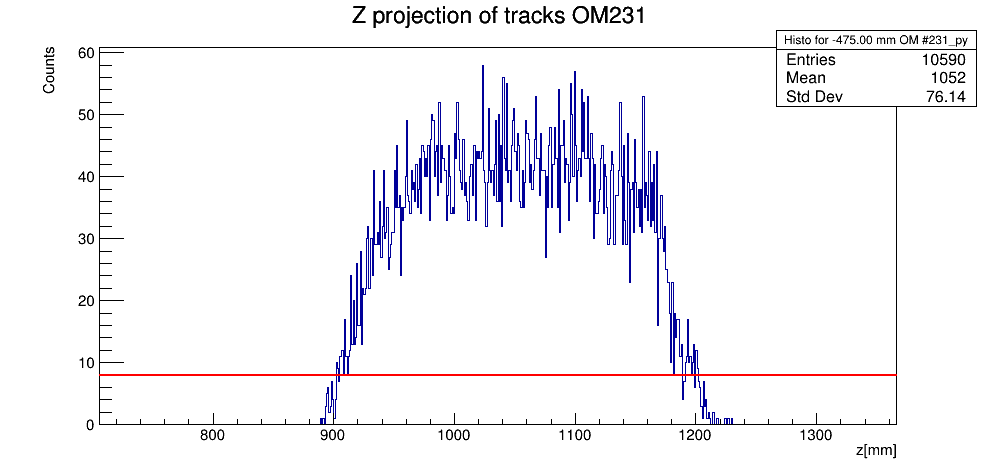 Z projection of tracks OM231
Histo for -475.00 mm OM #231_py
Entries 10590
Mean 1052
Std Dev 76.14
Counts
60
50
40
30
20
10
0
800 900 1000 1100 1200 1300
z[mm]